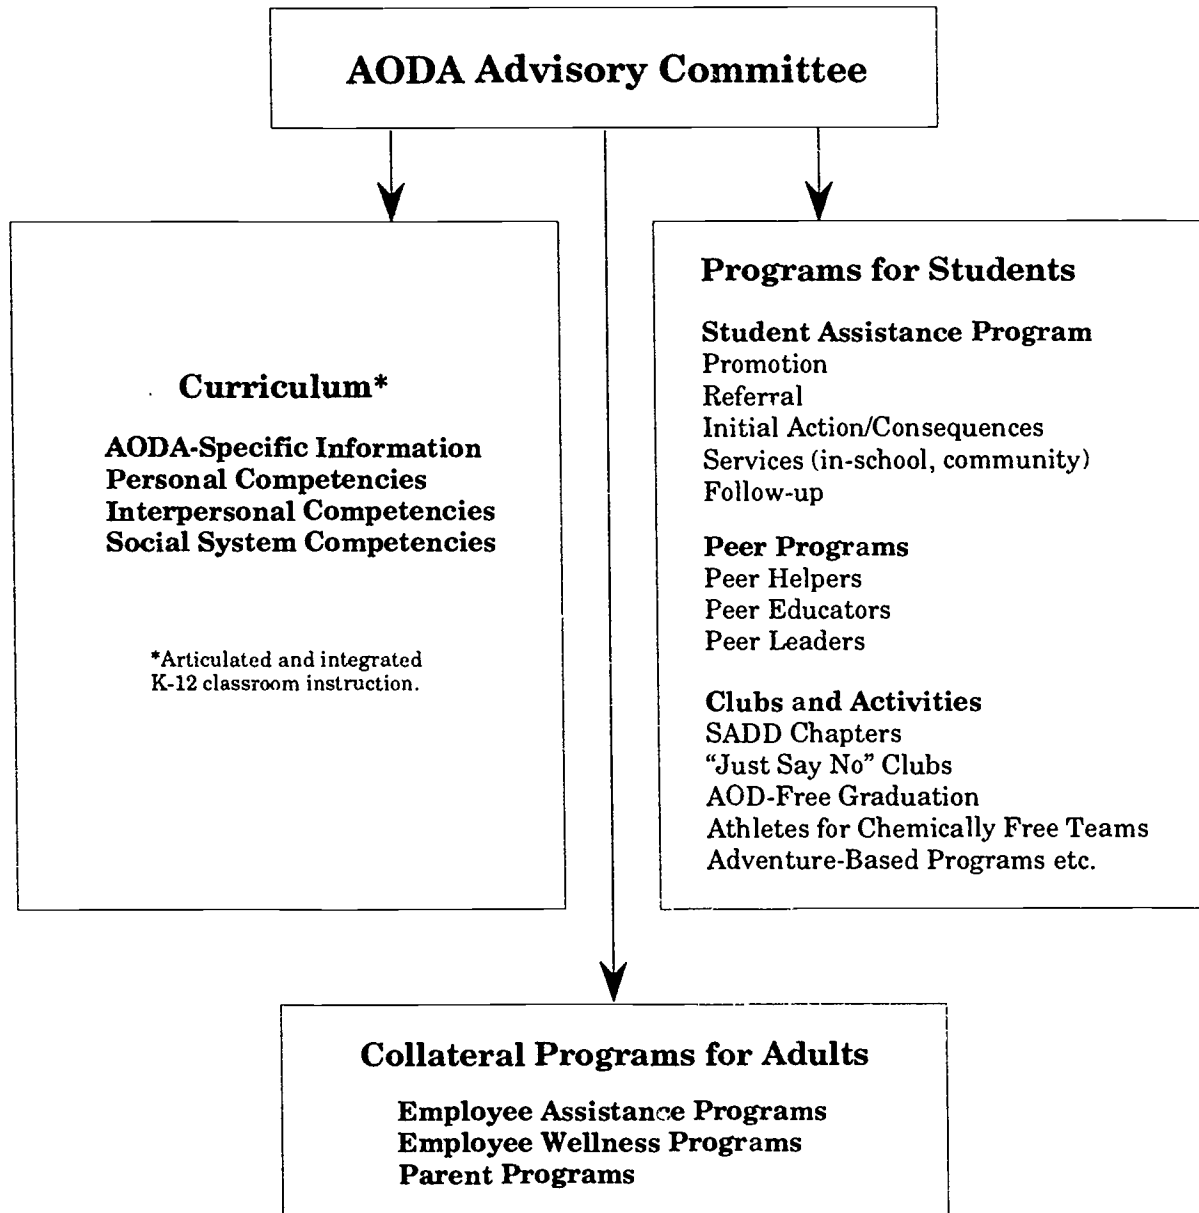 AODA Advisory Committee
Curriculum*
AODA-Specific Information
Personal Competencies
Interpersonal Competencies
Social System Competencies
*Articulated and integrated
K-12 classroom instruction.
Programs for Students
Student Assistance Program
Promotion
Referral
Initial Action/Consequences
Services (in-school, community)
Follow-up
Peer Programs
Peer Helpers
Peer Educators
Peer Leaders
Clubs and Activities
SADD Chapters
“Just Say No” Clubs
AOD-Free Graduation
Athletes for Chemically Free Teams
Adventure-Based Programs etc.
Collateral Programs for Adults
Employee Assistance Programs
Employee Wellness Programs
Parent Programs